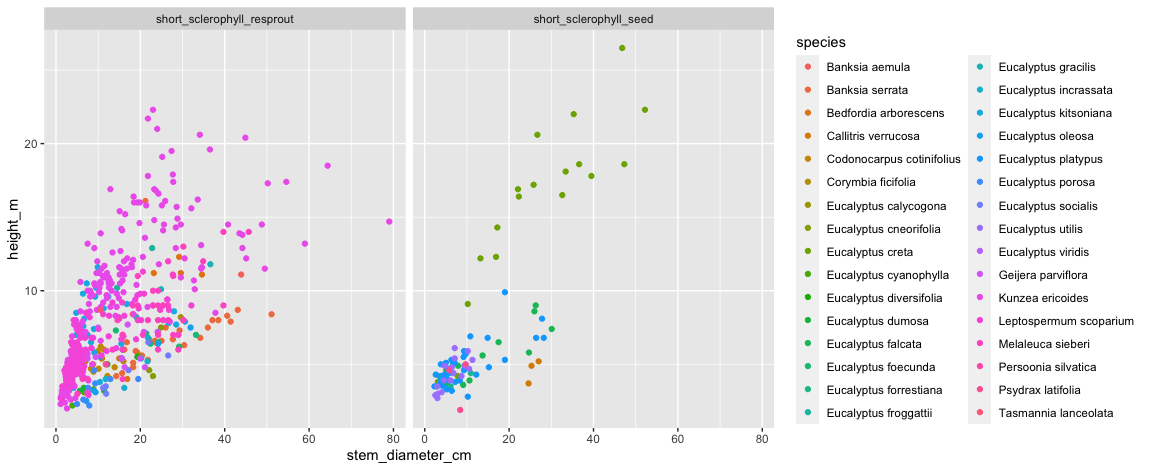 short_sclerophyll_resprout
short_sclerophyll_seed
height_m
20
10
0
20
40
60
80
0
20
40
60
80
stem_diameter_cm
species
Banksia aemula
Banksia serrata
Bedfordia arborescens
Callitris verrucosa
Codonocarpus cotinifolius
Corymbia ficifolia
Eucalyptus calycogona
Eucalyptus cneorifolia
Eucalyptus creta
Eucalyptus cyanophylla
Eucalyptus diversifolia
Eucalyptus dumosa
Eucalyptus falcata
Eucalyptus foecunda
Eucalyptus forrestiana
Eucalyptus froggattii
Eucalyptus gracilis
Eucalyptus incrassata
Eucalyptus kitsoniana
Eucalyptus oleosa
Eucalyptus platypus
Eucalyptus porosa
Eucalyptus socialis
Eucalyptus utilis
Eucalyptus viridis
Geijera parviflora
Kunzea ericoides
Leptospermum scoparium
Melaleuca sieberi
Persoonia silvatica
Psydrax latifolia
Tasmannia lanceolata